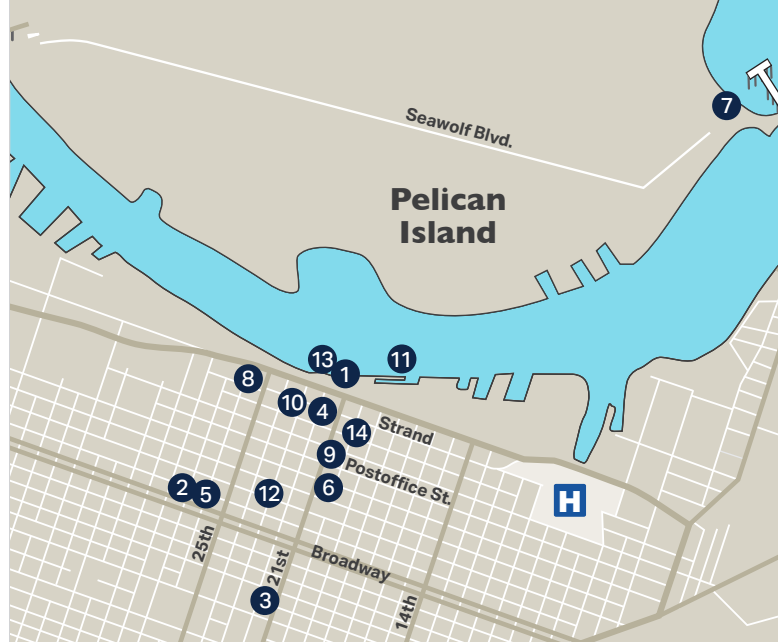 7
Seawolf Blvd.
Pelican
Island
13
11
1
8
10
4
Strand
14
9
Postoffice St.
2
5
12
6
H
25th
21st
Broadway
3
14th